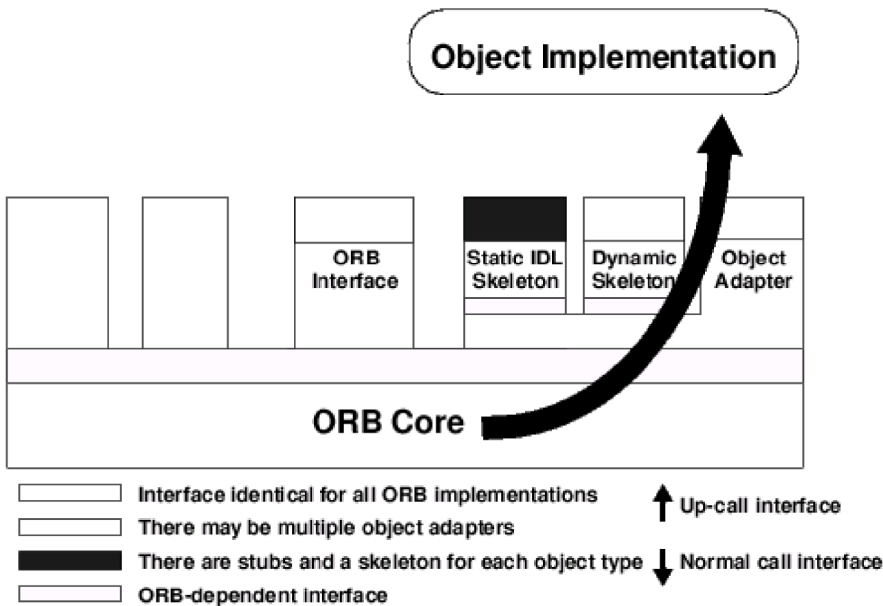 Object Implementation
ORB
Interface
Static IDL
Skeleton
Dynamic
Skeleton
Object
Adapter
ORB Core
Interface identical for all ORB implementations
There may be multiple object adapters
There are stubs and a skeleton for each object type
ORB-dependent interface
Up-call interface
Normal call interface